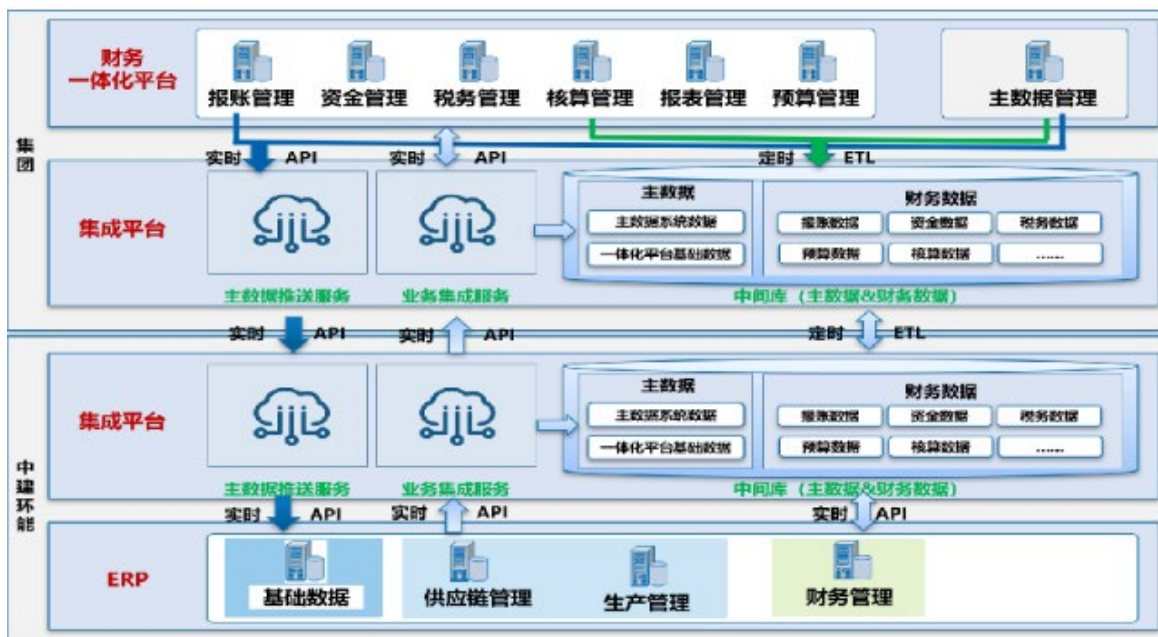 财务
一体化平台
报账管理 资金管理 税务管理 核算管理 报表管理 预算管理 主数据管理
集团
实时 API 实时 API 定时 ETL
集成平台
主数据 财务数据
主数据系统数据 报账数据 资金数据 税务数据
一体化平台基础数据 预算数据 核算数据 ……
主数据推送服务 业务集成服务 中间库（主数据&财务数据）
实时 API 实时 API 定时 ETL
中建环能
集成平台
主数据 财务数据
主数据系统数据 报账数据 资金数据 税务数据
一体化平台基础数据 预算数据 核算数据 ……
主数据推送服务 业务集成服务 中间库（主数据&财务数据）
实时 API 实时 API 实时 API
ERP
基础数据 供应链管理 生产管理 财务管理